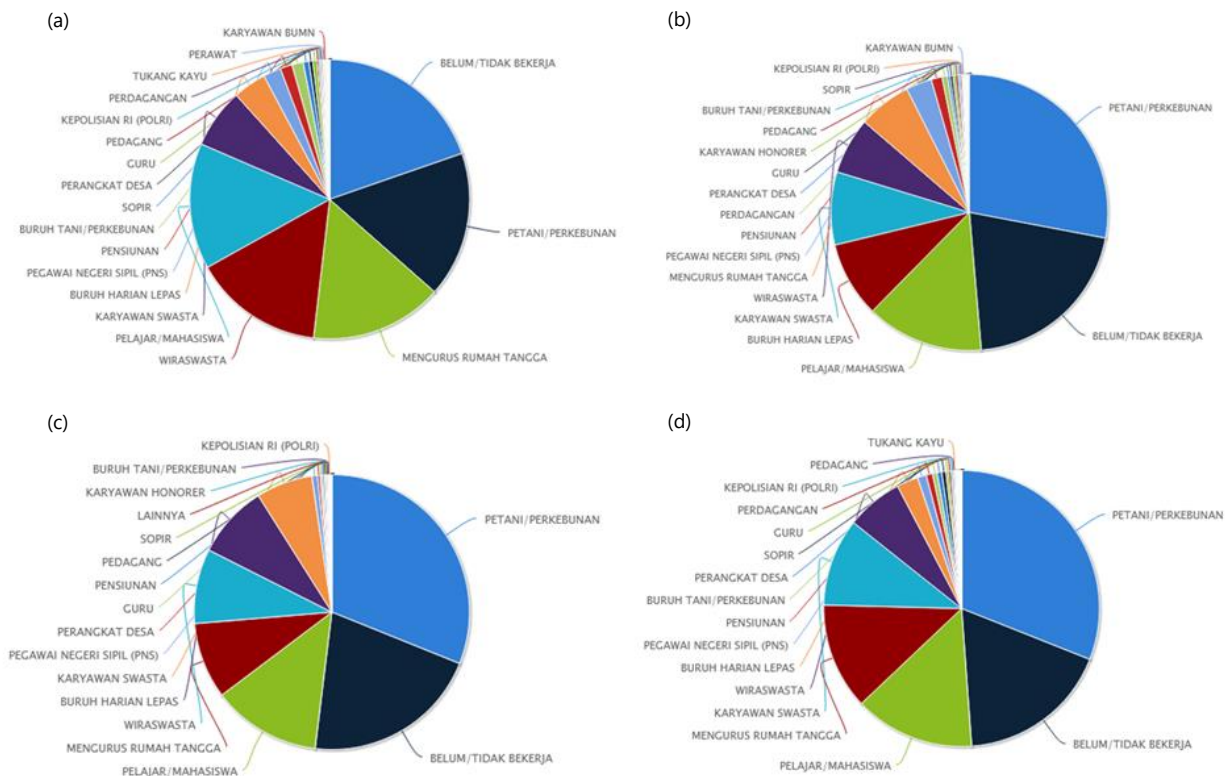 (a)
KARYAWAN BUMN
PERAWAT
TUKANG KAYU
PERDAGANGAN
KEPOLISIAN RI (POLRI)
PEDAGANG
GURU
PERANGKAT DESA
SOPIR
BURUH TANI/PERKEBUNAN
PENSIUNAN
PEGAWAI NEGERI SIPIL (PNS)
BURUH HARIAN LEPAS
KARYAWAN SWASTA
PELAJAR/MAHASISWA
WIRASWASTA
BELUM/TIDAK BEKERJA
PETANI/PERKEBUNAN
MENGURUS RUMAH TANGGA
(b)
KARYAWAN BUMN
KEPOLISIAN RI (POLRI)
SOPIR
BURUH TANI/PERKEBUNAN
PEDAGANG
KARYAWAN HONORER
GURU
PERANGKAT DESA
PERDAGANGAN
PENSIUNAN
PEGAWAI NEGERI SIPIL (PNS)
MENGURUS RUMAH TANGGA
WIRASWASTA
KARYAWAN SWASTA
BURUH HARIAN LEPAS
PELAJAR/MAHASISWA
PETANI/PERKEBUNAN
BELUM/TIDAK BEKERJA
(c)
KEPOLISIAN RI (POLRI)
BURUH TANI/PERKEBUNAN
KARYAWAN HONORER
LAINNYA
SOPIR
PEDAGANG
PENSIUNAN
GURU
PERANGKAT DESA
PEGAWAI NEGERI SIPIL (PNS)
KARYAWAN SWASTA
BURUH HARIAN LEPAS
WIRASWASTA
MENGURUS RUMAH TANGGA
PELAJAR/MAHASISWA
PETANI/PERKEBUNAN
BELUM/TIDAK BEKERJA
(d)
TUKANG KAYU
PEDAGANG
KEPOLISIAN RI (POLRI)
PERDAGANGAN
GURU
SOPIR
PERANGKAT DESA
BURUH TANI/PERKEBUNAN
PENSIUNAN
PEGAWAI NEGERI SIPIL (PNS)
BURUH HARIAN LEPAS
WIRASWASTA
KARYAWAN SWASTA
MENGURUS RUMAH TANGGA
PELAJAR/MAHASISWA
PETANI/PERKEBUNAN
BELUM/TIDAK BEKERJA